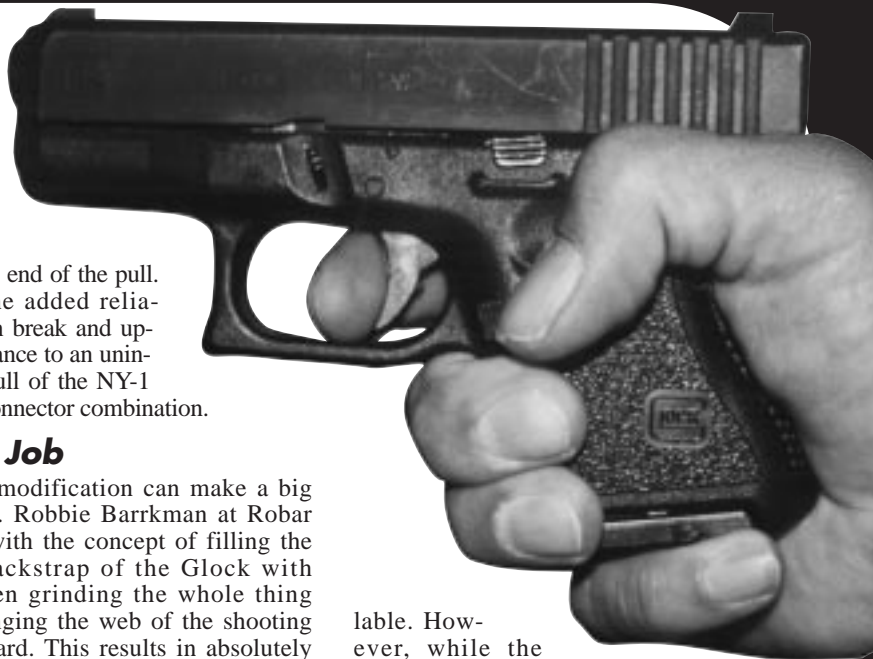 end of the pull.
e added relia-
n break and up-
ance to an unin-
ull of the NY-1
onnector combination.
Job
modification can make a big
. Robbie Barrkman at Robar
with the concept of filling the
ackstrap of the Glock with
en grinding the whole thing
nging the web of the shooting
ard. This results in absolutely
lable. How-
ever, while the
GLOCK